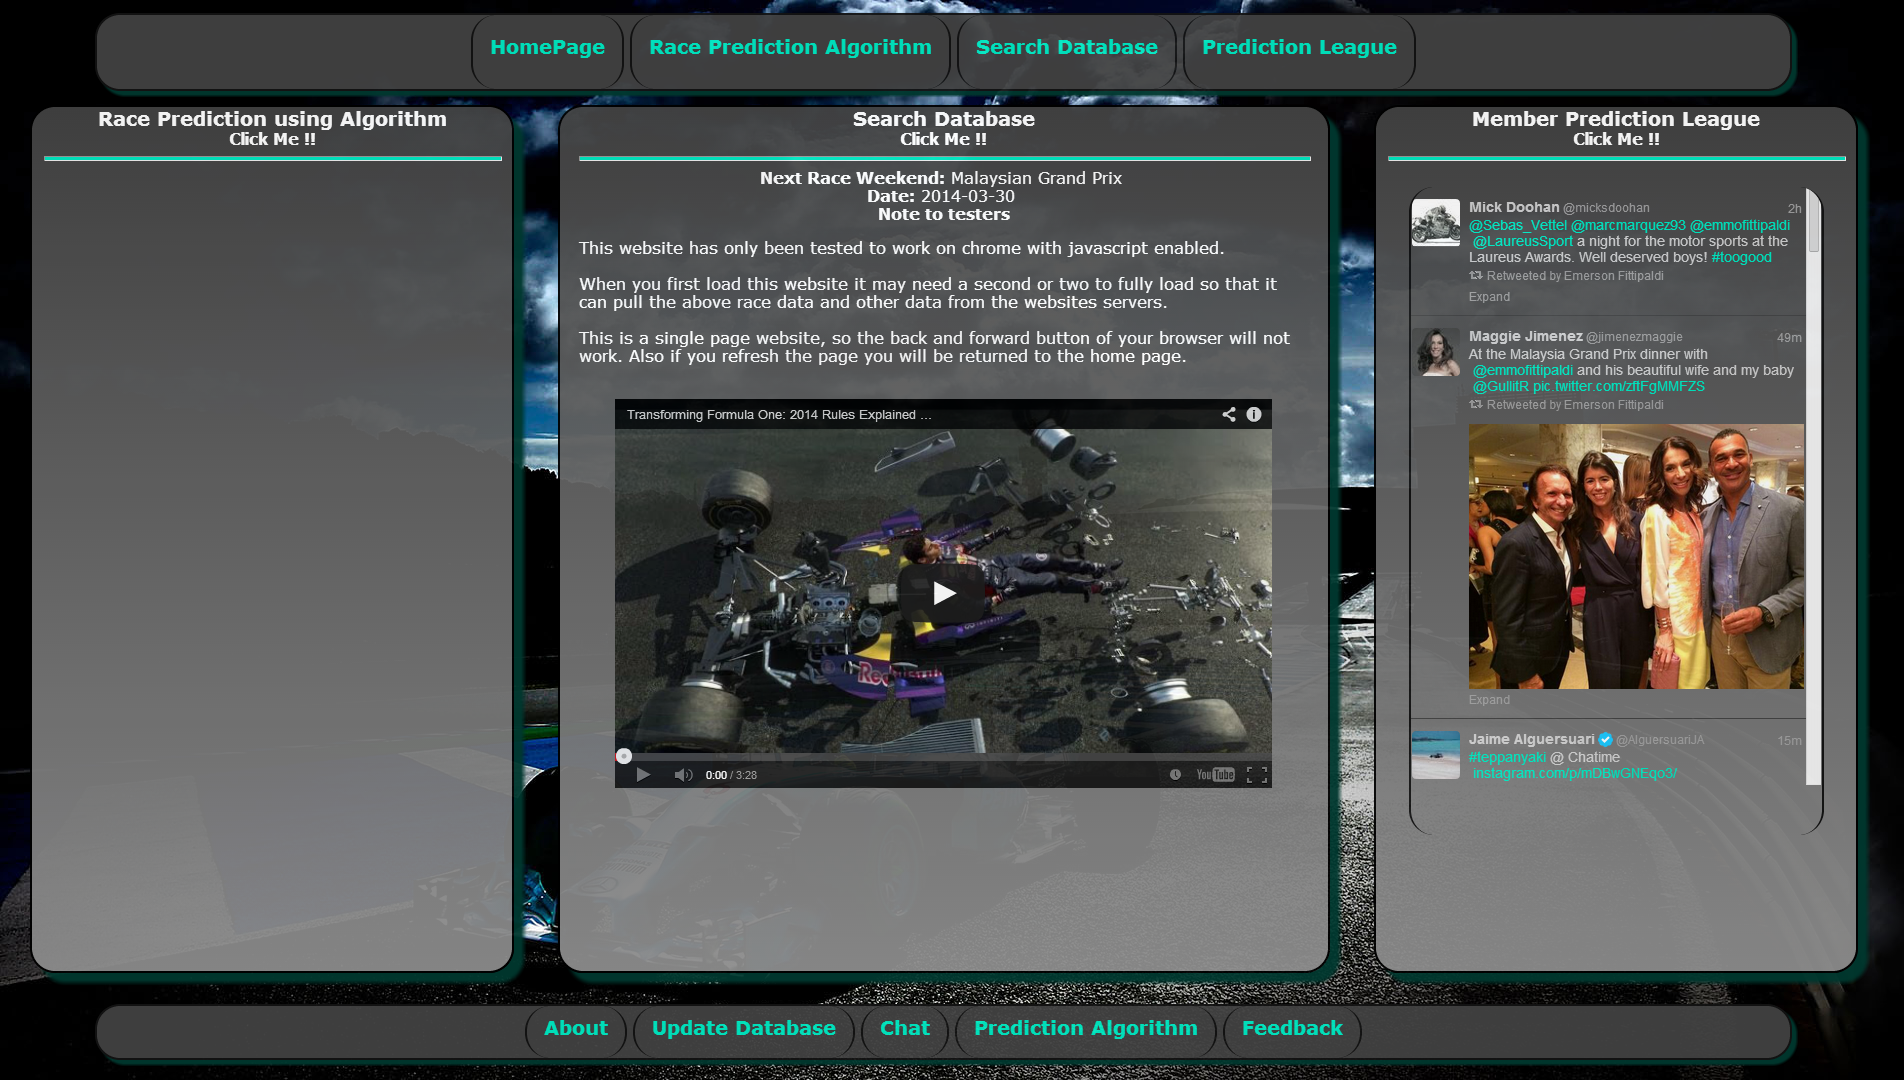 HomePage
Race Prediction Algorithm
Search Database
Prediction League
Race Prediction using Algorithm
Click Me !!
Search Database
Click Me !!
Next Race Weekend: Malaysian Grand Prix
Date: 2014-03-30
Note to testers
This website has only been tested to work on chrome with javascript enabled.
When you first load this website it may need a second or two to fully load so that it
can pull the above race data and other data from the websites servers.
This is a single page website, so the back and forward button of your browser will not
work. Also if you refresh the page you will be returned to the home page.
Transforming Formula One: 2014 Rules Explained ...
Red
0:00 / 3:28
YouTube
Member Prediction League
Click Me !!
Mick Doohan @micksdoohan 2h
@Sebas_Vettel @marcmarquez93 @emmofittipaldi
@LaureusSport a night for the motor sports at the
Laureus Awards. Well deserved boys! #toogood
Retweeted by Emerson Fittipaldi
Expand
Maggie Jimenez @jimenezmaggie 49m
At the Malaysia Grand Prix dinner with
@emmofittipaldi and his beautiful wife and my baby
@GullitR pic.twitter.com/zftFgMMFZS
Retweeted by Emerson Fittipaldi
Expand
Jaime Alguersuari @AlguersuariJA 15m
#teppanyaki @ Chatime
instagram.com/p/mDBwGNEqo3/
About
Update Database
Chat
Prediction Algorithm
Feedback